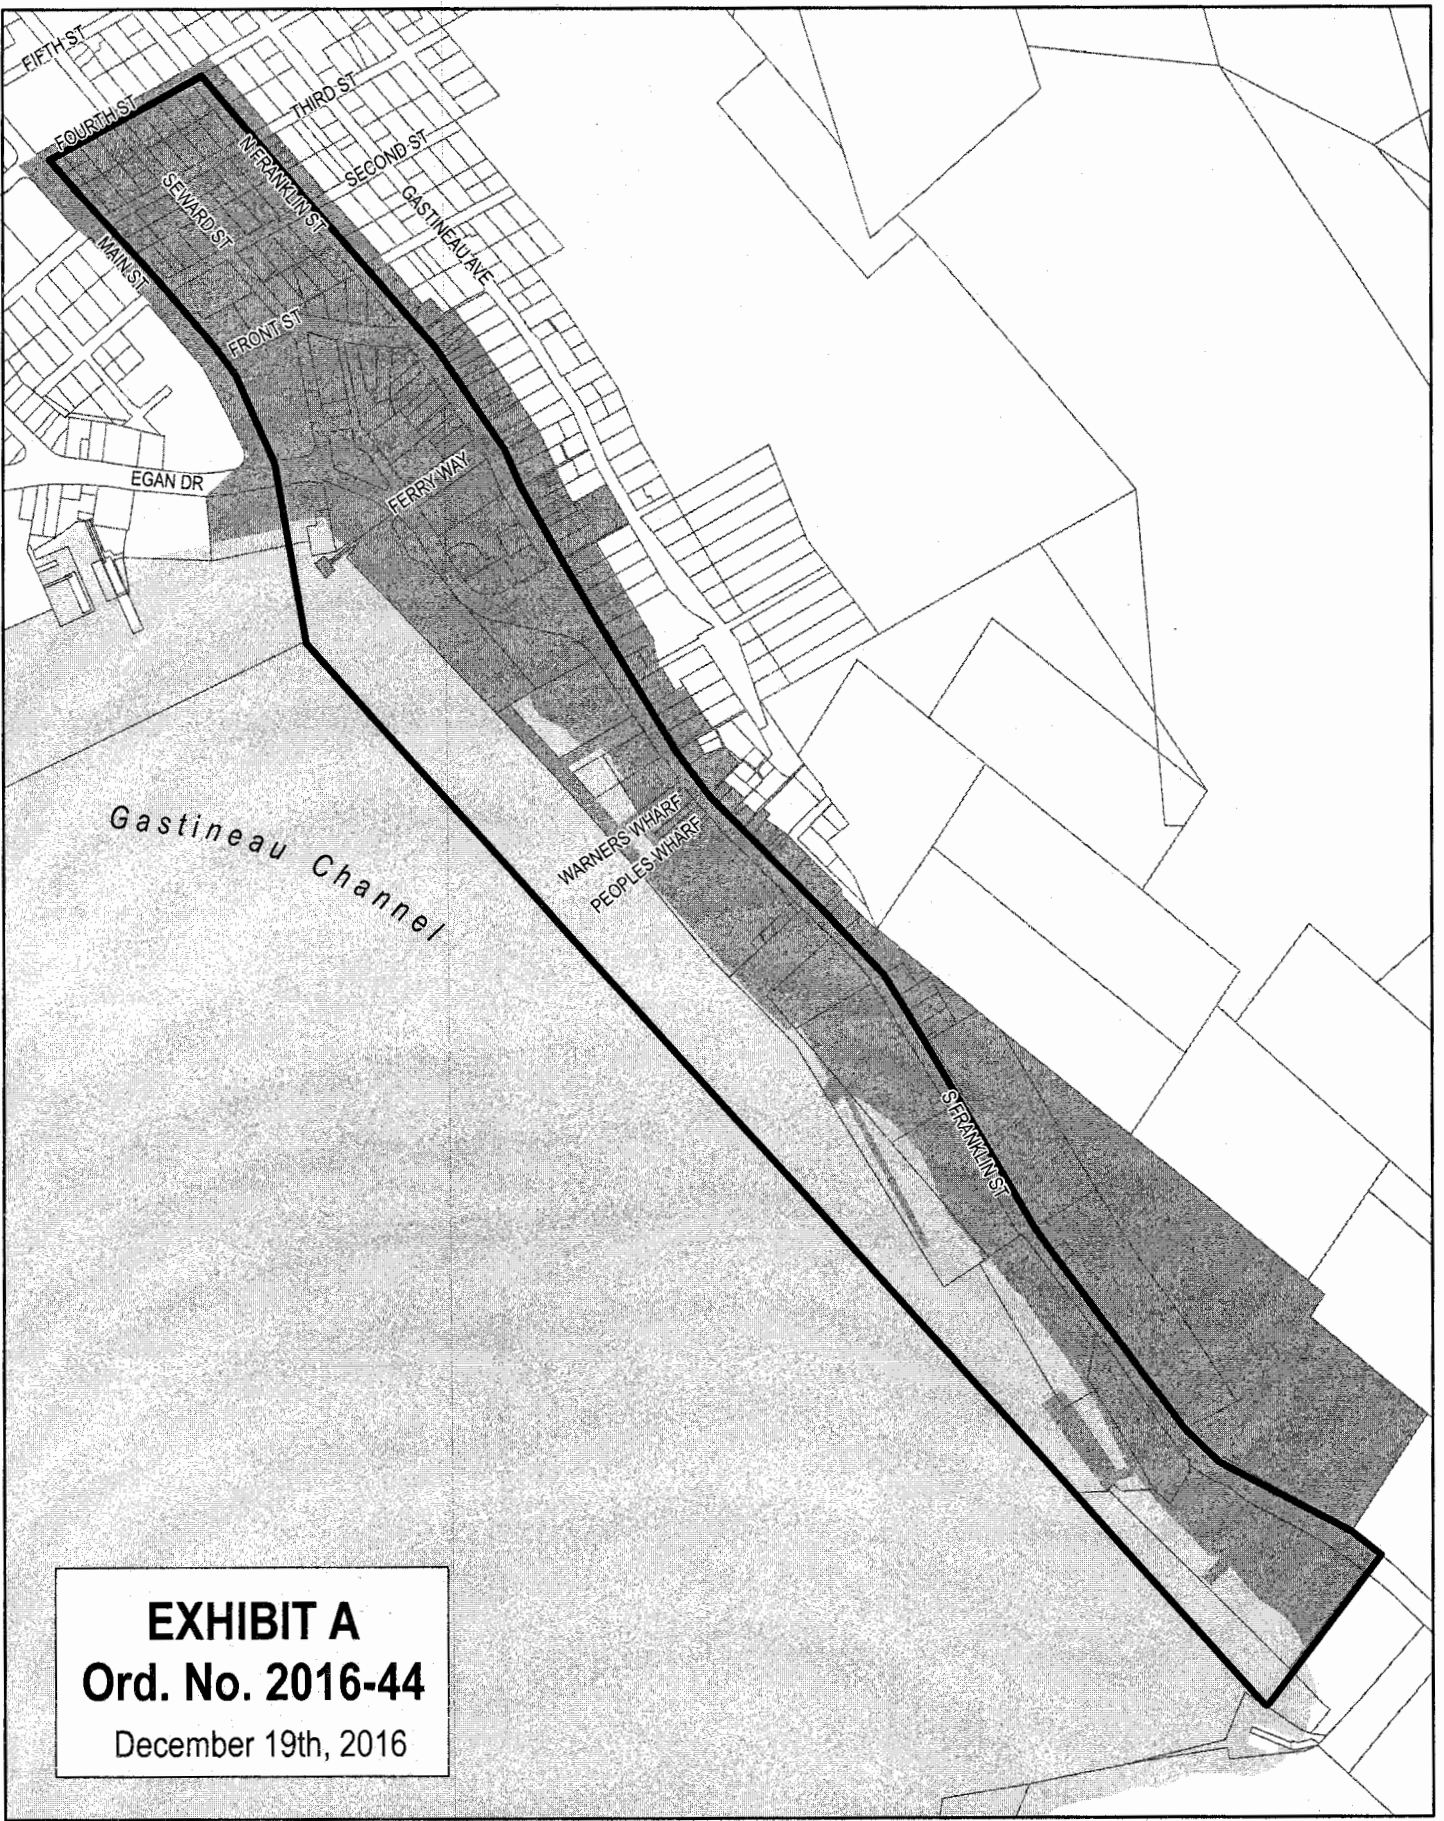 FIFTH ST
FOURTH ST
THIRD ST
N FRANKLIN ST
SECOND ST
SEWARD ST
GASTINEAU AVE
MAIN ST
FRONT ST
EGAN DR
FERRY WAY
Gastineau Channel
WARNERS WHARF
PEOPLES WHARF
S FRANKLIN ST
EXHIBIT A
Ord. No. 2016-44
December 19th, 2016